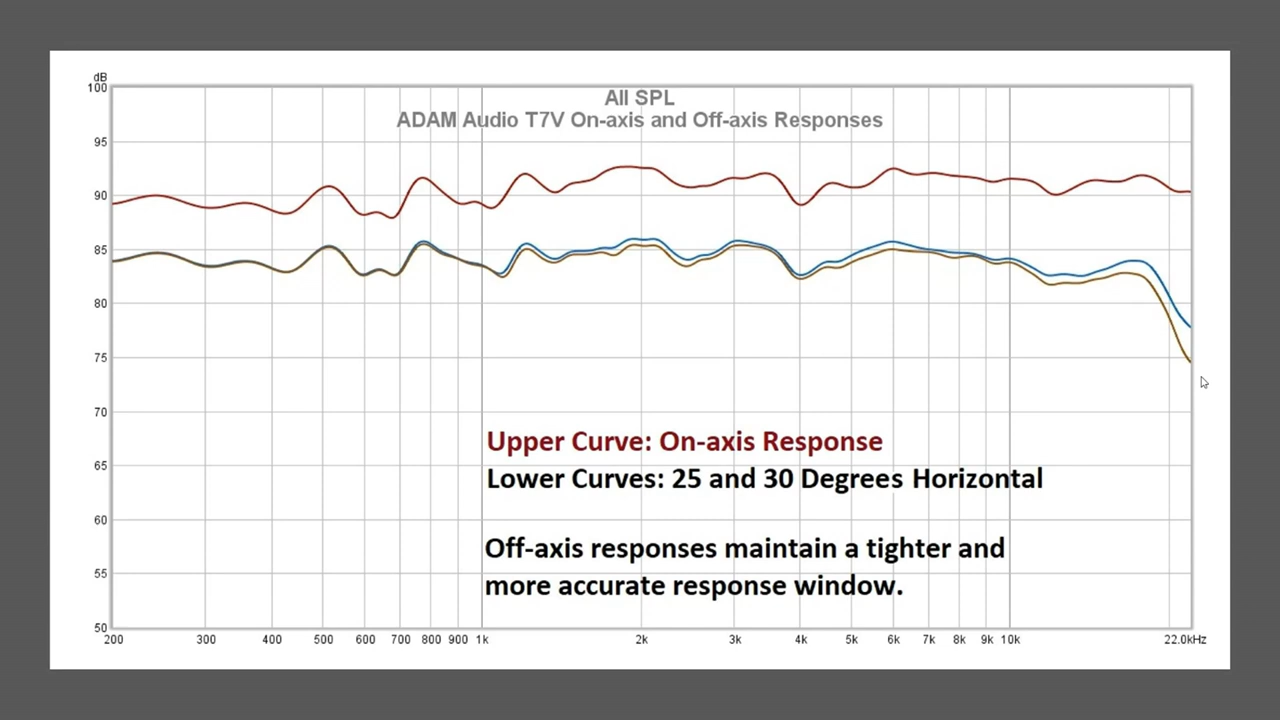 dB
All SPL
ADAM Audio T7V On-axis and Off-axis Responses
100
95
90
85
80
75
70
65
60
55
50
Upper Curve: On-axis Response
Lower Curves: 25 and 30 Degrees Horizontal
Off-axis responses maintain a tighter and
more accurate response window.
200 300 400 500 600 700 800 900 1k 2k 3k 4k 5k 6k 7k 8k 9k 10k 22.0kHz